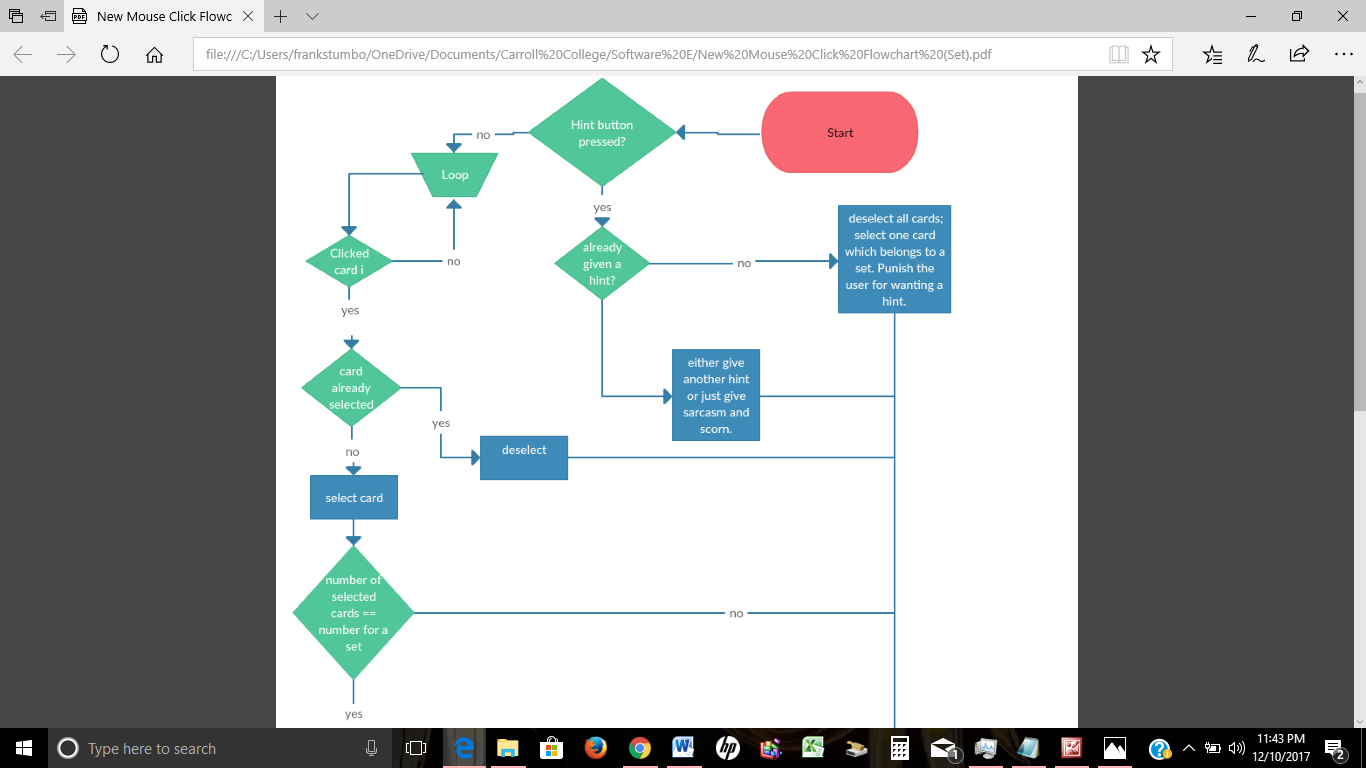 New Mouse Click Flowc
file:///C:/Users/frankstumbo/OneDrive/Documents/Carroll%20College/Software%20E/New%20Mouse%20Click%20Flowchart%20(Set).pdf
Start
Hint button
pressed?
no
Loop
yes
Clicked
card i
no
already
given a
hint?
no
deselect all cards;
select one card
which belongs to a
set. Punish the
user for wanting a
hint.
yes
either give
another hint
or just give
sarcasm and
scorn.
card
already
selected
yes
deselect
no
select card
number of
selected
cards ==
number for a
set
no
yes
Type here to search
11:43 PM
12/10/2017
1
2